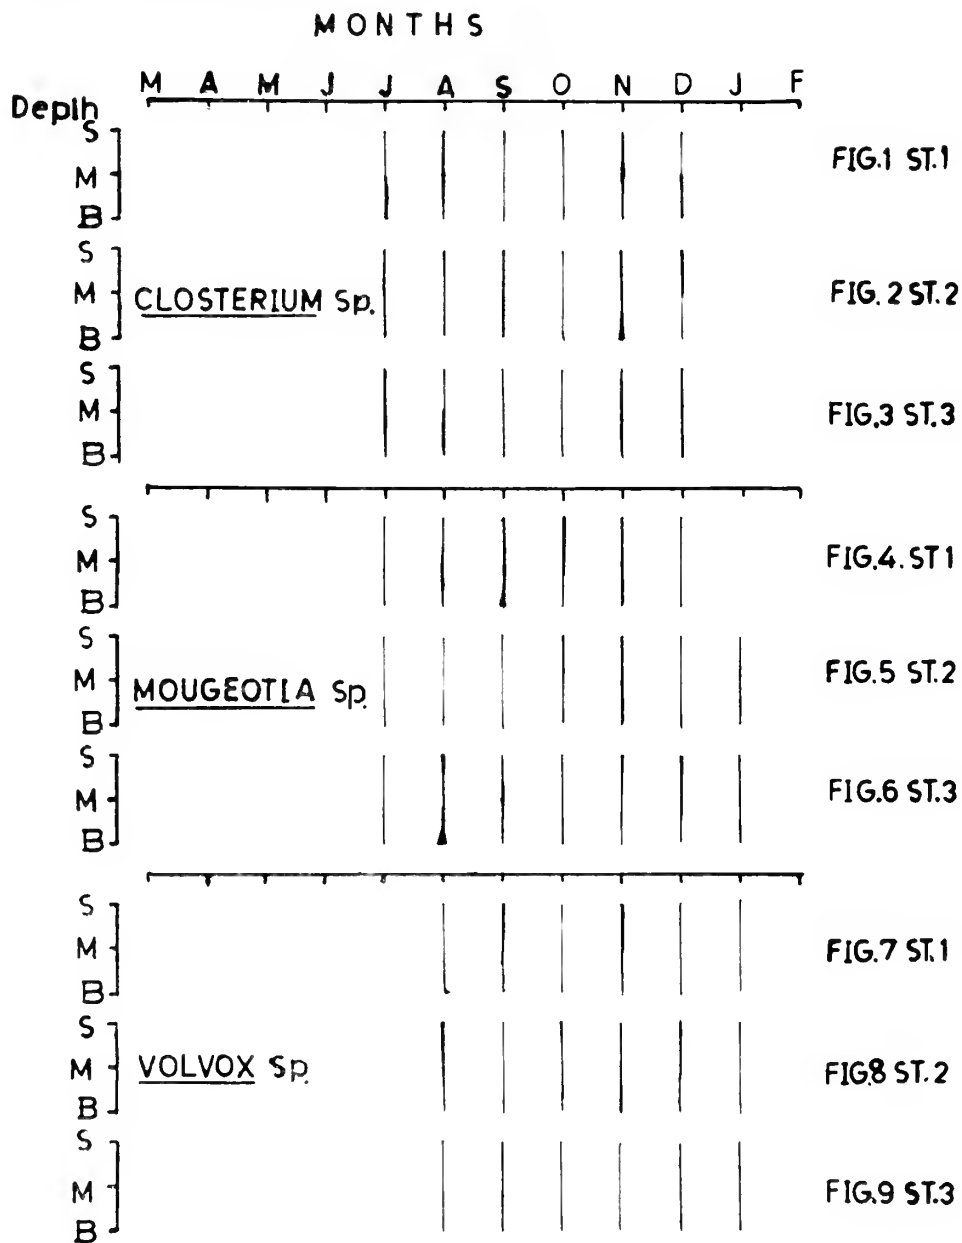 MONTHS
M A M J J A S O N D J F
Depth
S
M
B
FIG.1 ST.1
S
M
B
CLOSTERIUM Sp.
FIG. 2 ST.2
S
M
B
FIG.3 ST.3
S
M
B
FIG.4. ST1
S
M
B
MOUGEOTIA Sp.
FIG.5 ST.2
S
M
B
FIG.6 ST.3
S
M
B
FIG.7 ST.1
S
M
B
VOLVOX Sp.
FIG.8 ST.2
S
M
B
FIG.9 ST.3